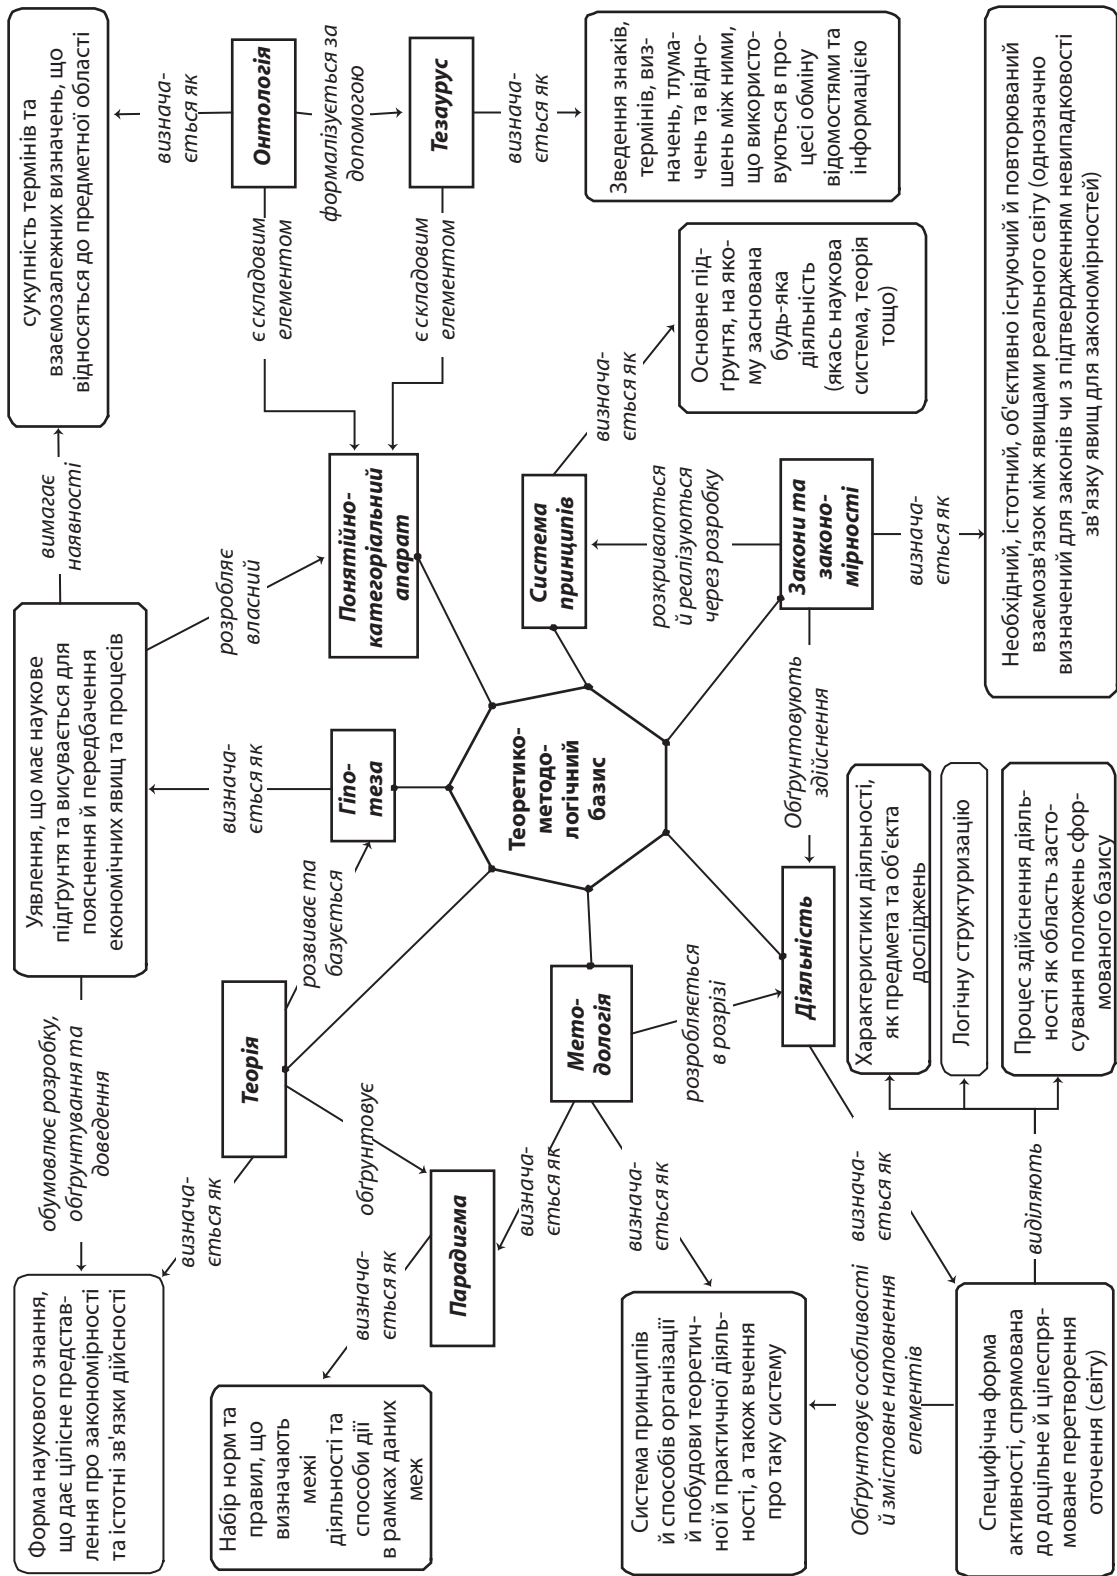 Форма наукового знання,
що дає цілісне представ-
лення про закономірності
та істотні зв'язки дійсності
обумовлює розробку,
обґрунтування та
доведення
Уявлення, що має наукове
підґрунтя та висувається для
пояснення й передбачення
економічних явищ та процесів
вимагає
наявності
сукупність термінів та
взаємозалежних визначень, що
відносяться до предметної області
визнача-
ється як
Теорія
розвиває та
базується
визнача-
ється як
розробляє
власний
визнача-
ється як
Онтологія
є складовим
елементом
формалізується за
допомогою
Набір норм та
правил, що
визначають
межі
діяльності та
способи дії
в рамках даних
меж
визнача-
ється як
обґрунтовує
Гіпо-
теза
Понятійно-
категоріальний
апарат
є складовим
елементом
Тезаурус
Парадигма
визнача-
ється як
визнача-
ється як
Теоретико-
методо-
логічний
базис
Система
принципів
визнача-
ється як
Зведення знаків,
термінів, виз-
начень, тлума-
чень та відно-
шень між ними,
що використо-
вуються в про-
цесі обміну
відомостями та
інформацією
Мето-
дологія
визнача-
ється як
розробляється
в розрізі
розкриваються
й реалізуються
через розробку
Основне під-
ґрунтя, на яко-
му заснована
будь-яка
діяльність
(якась наукова
система, теорія
тощо)
Система принципів
й способів організації
й побудови теоретич-
ної й практичної діяль-
ності, а також вчення
про таку систему
Діяльність
Обґрунтовують
здійснення
Закони та
законо-
мірності
Обґрунтовує особливості
й змістовне наповнення
елементів
визнача-
ється як
Характеристики діяльності,
як предмета та об'єкта
досліджень
визнача-
ється як
Логічну структуризацію
Специфічна форма
активності, спрямована
до доцільне й цілеспря-
моване перетворення
оточення (світу)
виділяють
Процес здійснення діяль-
ності як область засто-
сування положень сфор-
мованого базису
Необхідний, істотний, об'єктивно існуючий й повторюваний
взаємозв'язок між явищами реального світу (однозначно
визначений для законів чи з підтвердженням невипадковості
зв'язку явищ для закономірностей)